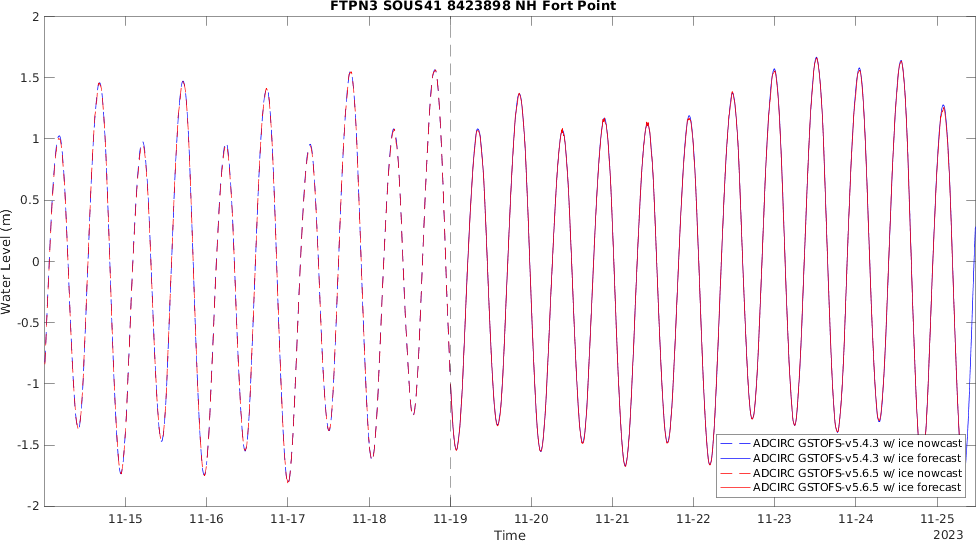 FTPN3 SOUS41 8423898 NH Fort Point
Water Level (m)
2
1.5
1
0.5
0
-0.5
-1
-1.5
-2
ADCIRC GSTOFS-v5.4.3 w/ ice nowcast
ADCIRC GSTOFS-v5.4.3 w/ ice forecast
ADCIRC GSTOFS-v5.6.5 w/ ice nowcast
ADCIRC GSTOFS-v5.6.5 w/ ice forecast
11-15 11-16 11-17 11-18 11-19 11-20 11-21 11-22 11-23 11-24 11-25
Time
2023